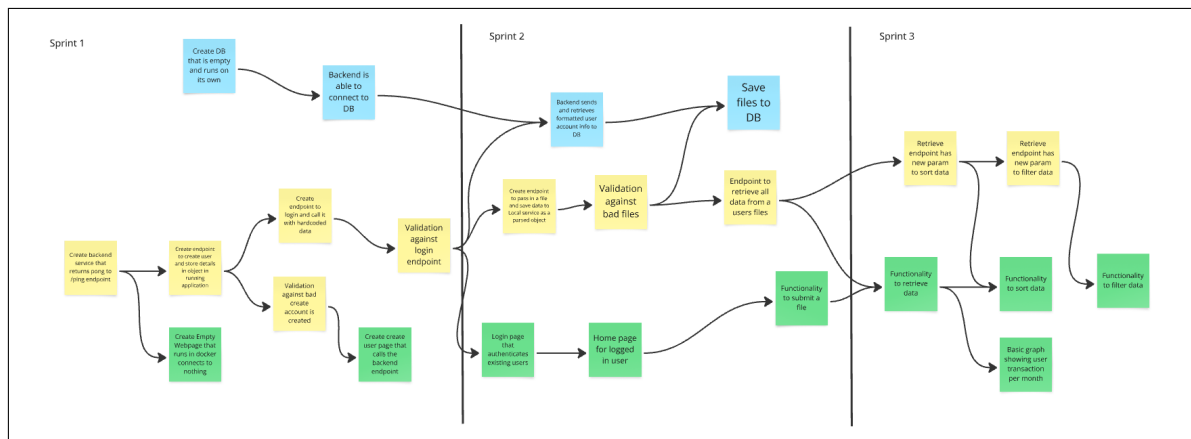 Sprint 1
Create DB
that is empty
and runs on
its own
Backend is
able to
connect to
DB
Create
endpoint to
login and call it
with hardcoded
data
Validation
against
login
endpoint
Create backend
service that
returns pong to
/ping endpoint
Create endpoint
to create user
and store details
in object in
running
application
Validation
against bad
create
account is
created
Create Empty
Webpage that
runs in docker
connects to
nothing
Create create
user page that
calls the
backend
endpoint
Sprint 2
Backend sends
and retrieves
formatted user
account info to
DB
Save
files to
DB
Create endpoint
to pass in a file
and save data to
Local service as a
parsed object
Validation
against
bad files
Endpoint to
retrieve all
data from a
users files
Login page
that
authenticates
existing users
Home page
for logged
in user
Functionality
to submit a
file
Sprint 3
Retrieve
endpoint has
new param
to sort data
Retrieve
endpoint has
new param
to filter data
Functionality
to retrieve
data
Functionality
to sort data
Functionality
to filter data
Basic graph
showing user
transaction
per month